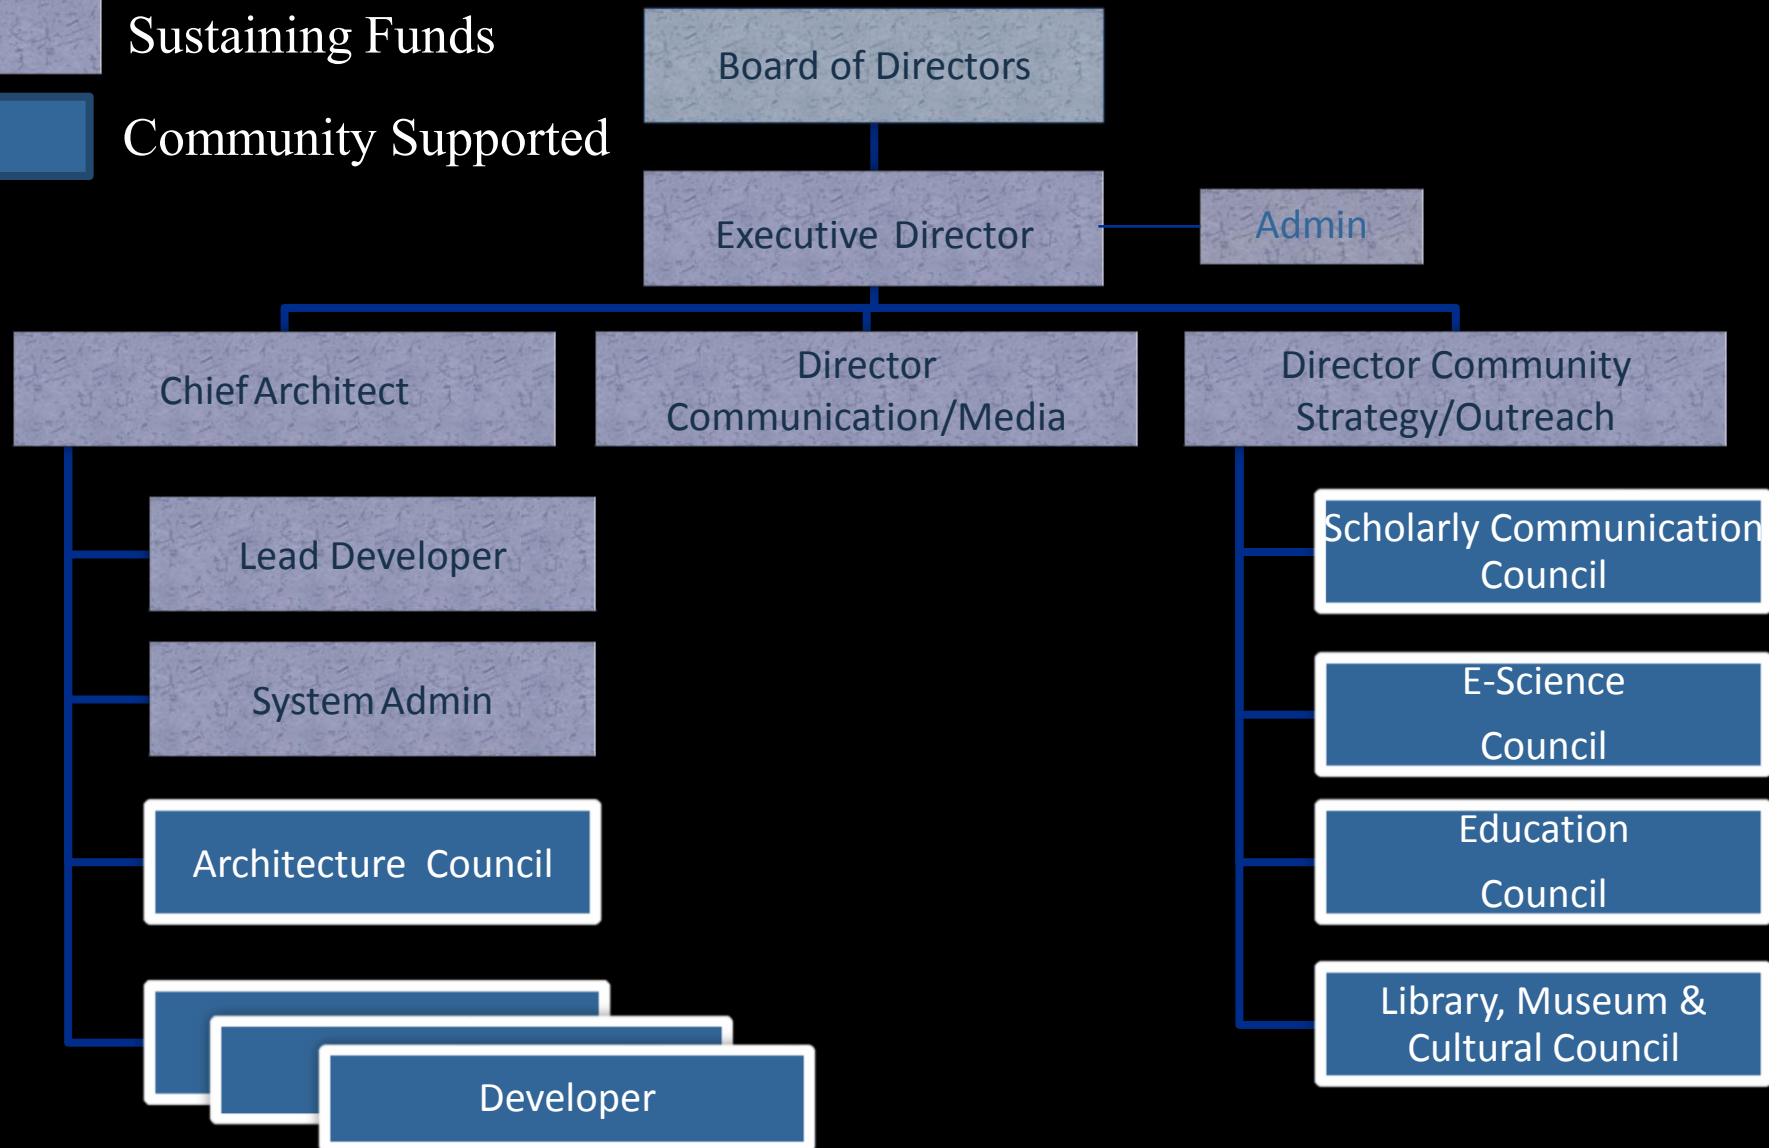 Sustaining Funds
Community Supported
Board of Directors
Executive Director
Admin
Chief Architect
Director
Communication/Media
Director Community
Strategy/Outreach
Lead Developer
System Admin
Architecture Council
Developer
Scholarly Communication
Council
E-Science
Council
Education
Council
Library, Museum &
Cultural Council